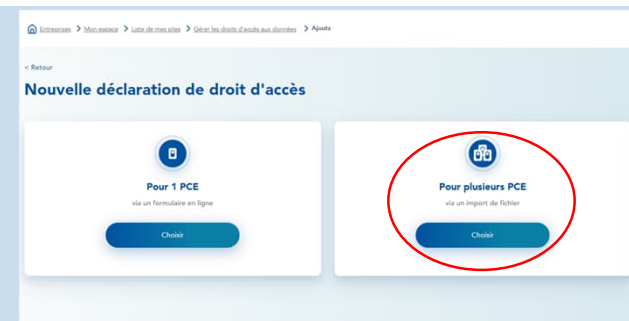 Entreprises > Mon espace > Liste de mes sites > Gérer les droits d'accès aux données > Ajouts
< Retour
Nouvelle déclaration de droit d'accès
Pour 1 PCE
via un formulaire en ligne
Choisir
Pour plusieurs PCE
via un import de fichier
Choisir